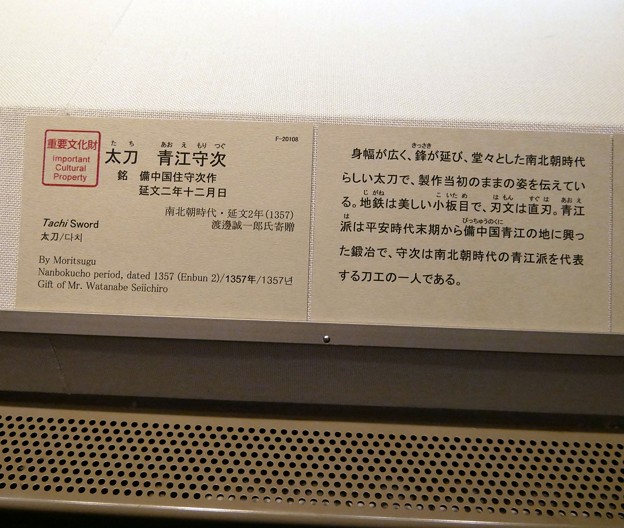 重要文化財
Important
Cultural
Property
F-20108
たち あおえ もりつぐ
太刀 青江守次
銘 備中国住守次作
延文二年十二月日
南北朝時代・延文2年(1357)
渡邊誠一郎氏寄贈
Tachi Sword
太刀/다치
By Moritsugu
Nanbokucho period, dated 1357 (Enbun 2)/1357年/1357년
Gift of Mr. Watanabe Seiichiro
きっさき
身幅が広く、鋒が延び、堂々とした南北朝時代
らしい太刀で、製作当初のままの姿を伝えてい
じがね こいため はもん すぐは あおえ
る。地鉄は美しい小板目で、刃文は直刃。青江
は びっちゅうのくに
派は平安時代末期から備中国青江の地に興っ
た鍛冶で、守次は南北朝時代の青江派を代表
する刀工の一人である。